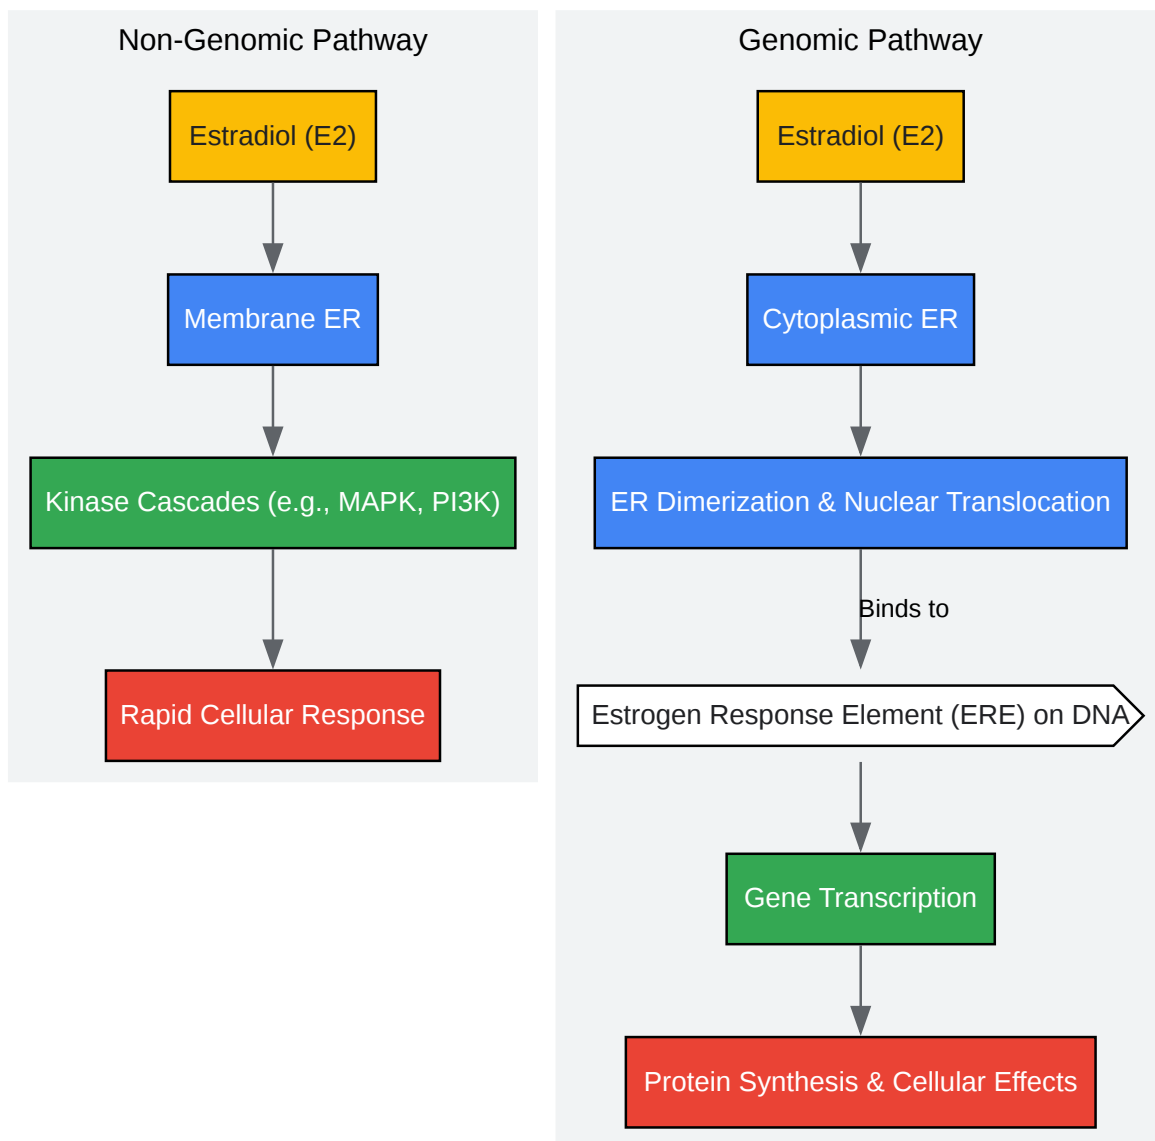 Non-Genomic Pathway
Estradiol (E2)
Membrane ER
Kinase Cascades (e.g., MAPK, PI3K)
Rapid Cellular Response
Genomic Pathway
Estradiol (E2)
Cytoplasmic ER
ER Dimerization & Nuclear Translocation
Binds to
Estrogen Response Element (ERE) on DNA
Gene Transcription
Protein Synthesis & Cellular Effects